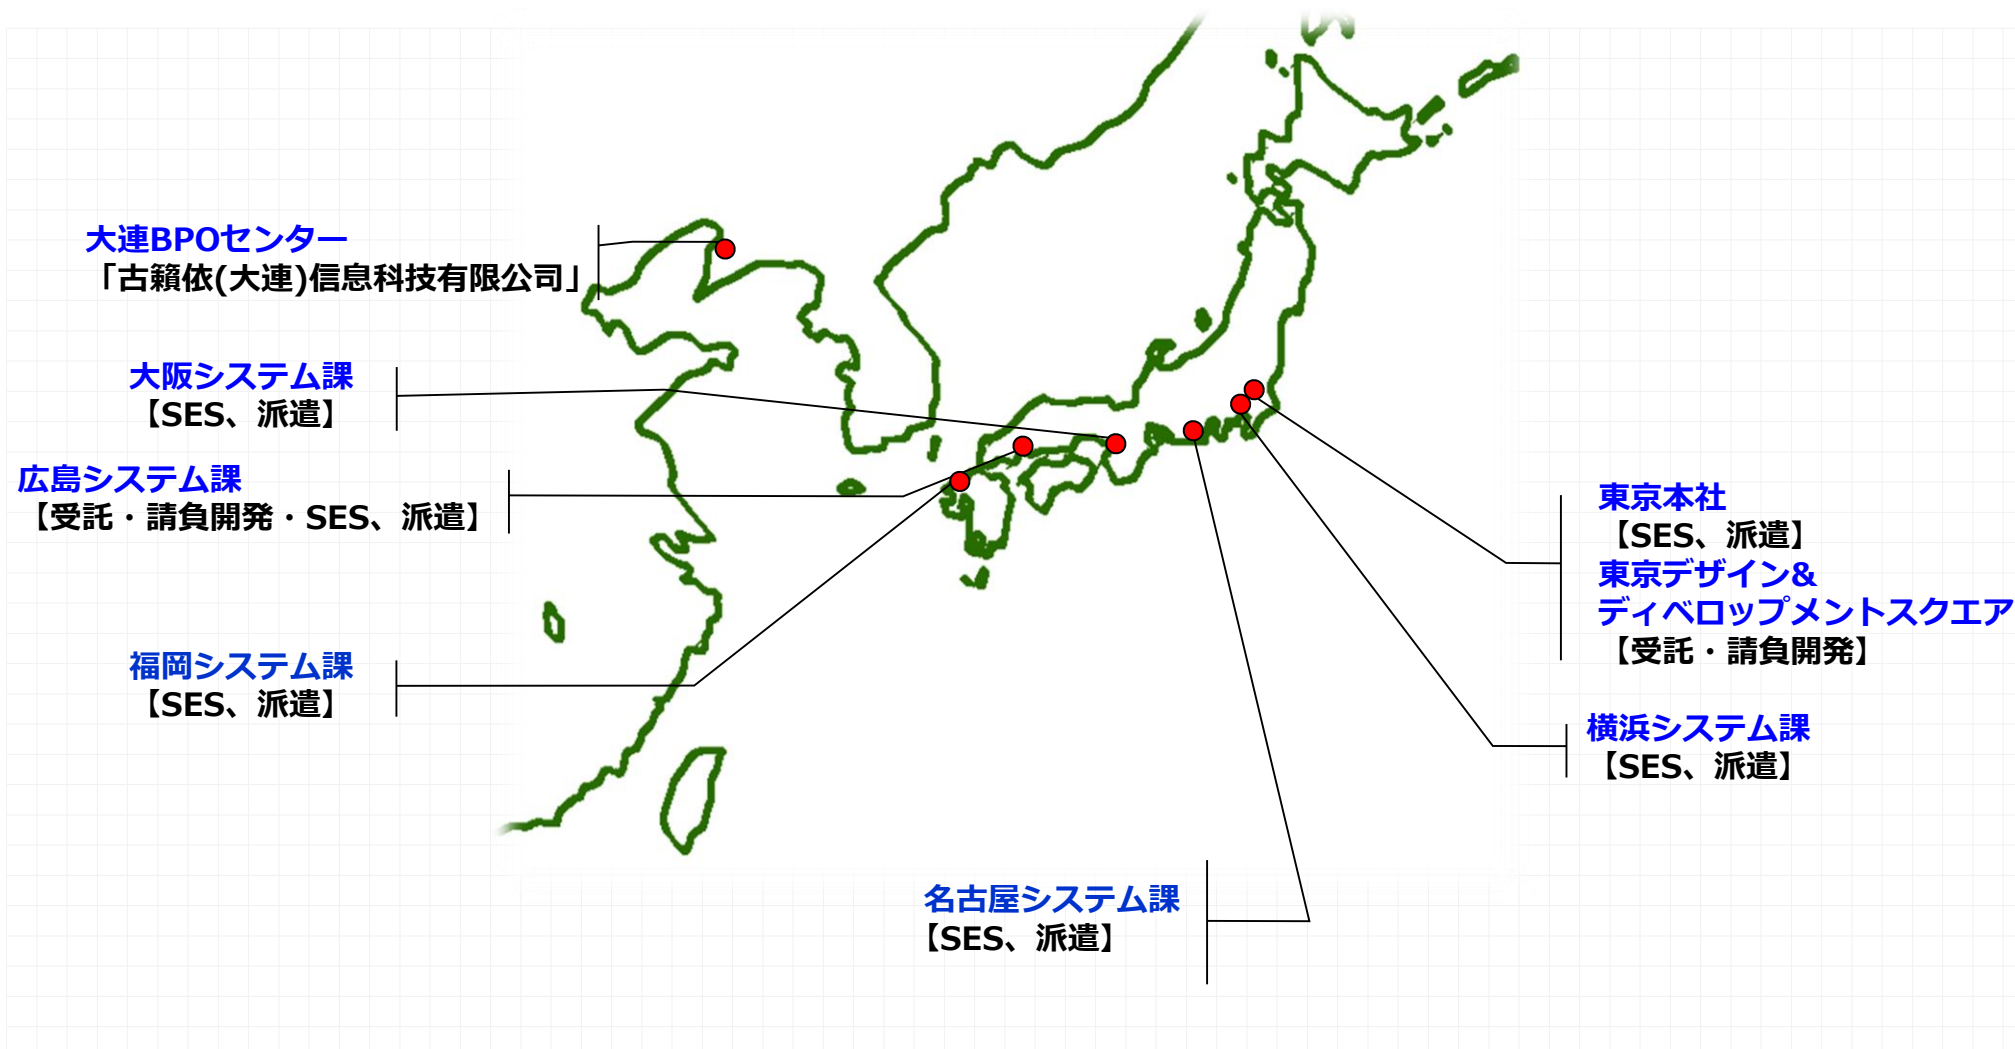 大連BPOセンター
「古籟依(大連)信息科技有限公司」
大阪システム課
【SES、派遣】
広島システム課
【受託・請負開発・SES、派遣】
福岡システム課
【SES、派遣】
東京本社
【SES、派遣】
東京デザイン&
ディベロップメントスクエア
【受託・請負開発】
横浜システム課
【SES、派遣】
名古屋システム課
【SES、派遣】